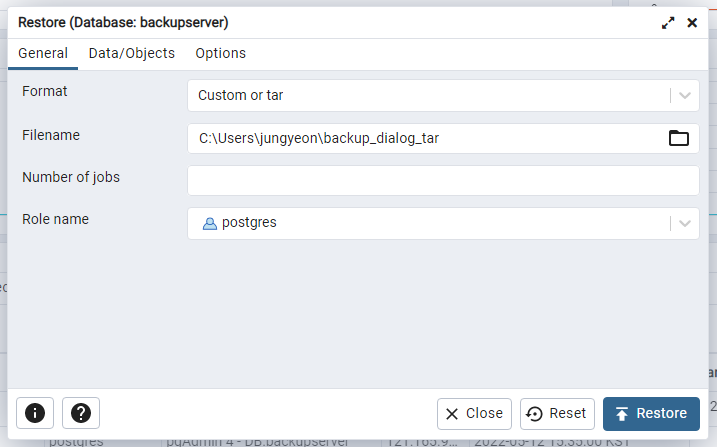 Restore (Database: backupserver)
General Data/Objects Options
Format
Custom or tar
Filename
C:\Users\jungyeon\backup_dialog_tar
Number of jobs
Role name
postgres
Close Reset Restore
postgres pgAdmin 4 - DB:backupserver 121.165.9... 2022-05-12 15:35:00 KST